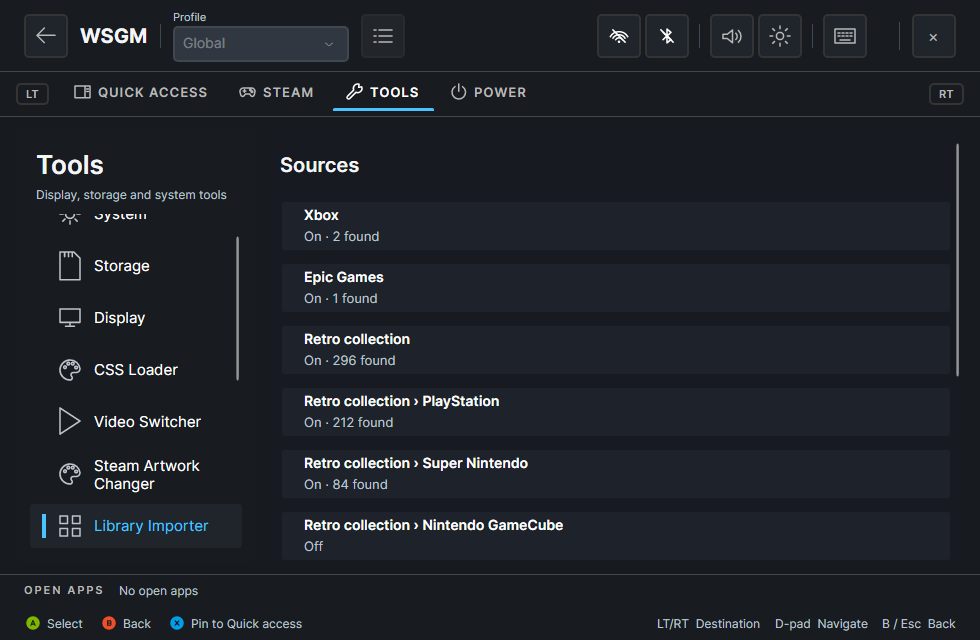 WSGM
Profile
Global
×
LT
QUICK ACCESS
STEAM
TOOLS
POWER
RT
Tools
Display, storage and system tools
System
Storage
Display
CSS Loader
Video Switcher
Steam Artwork
Changer
Library Importer
Sources
Xbox
On · 2 found
Epic Games
On · 1 found
Retro collection
On · 296 found
Retro collection › PlayStation
On · 212 found
Retro collection › Super Nintendo
On · 84 found
Retro collection › Nintendo GameCube
Off
OPEN APPS No open apps
A Select B Back X Pin to Quick access
LT/RT Destination D-pad Navigate B / Esc Back